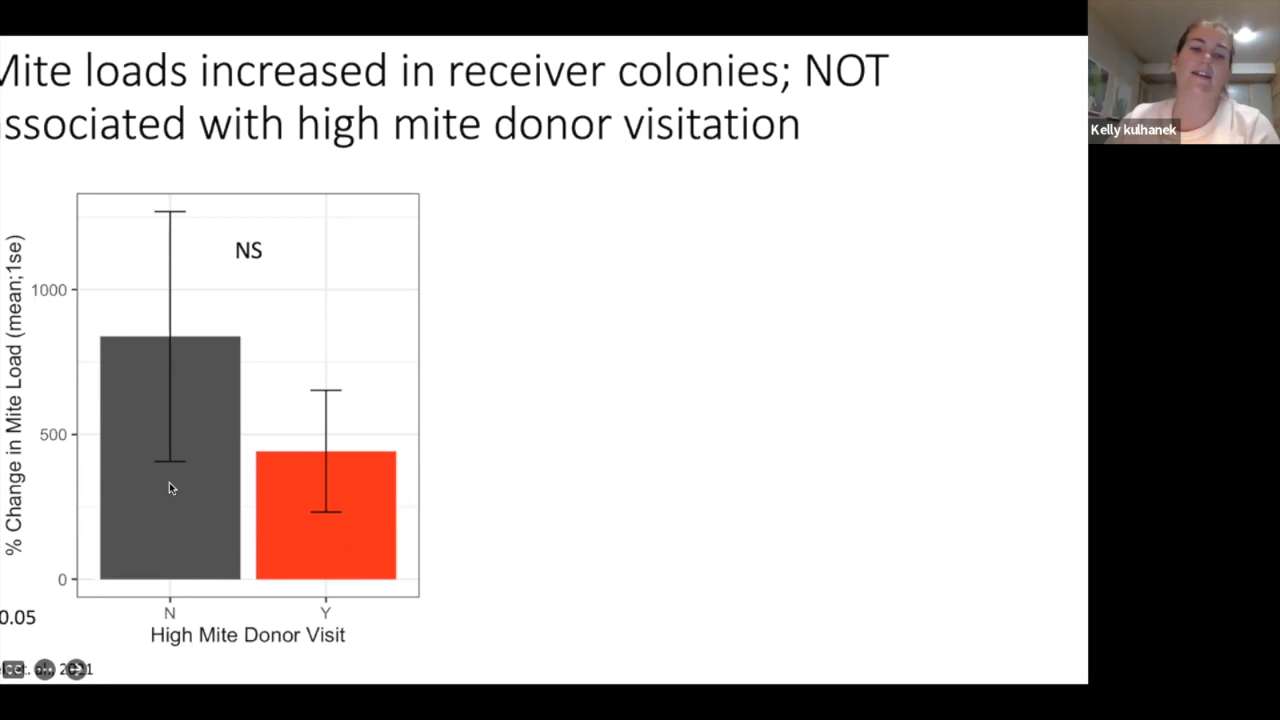 Mite loads increased in receiver colonies; NOT
ssociated with high mite donor visitation
Kelly kulhanek
% Change in Mite Load (mean;1se)
NS
1000
500
0
N
Y
High Mite Donor Visit
0.05